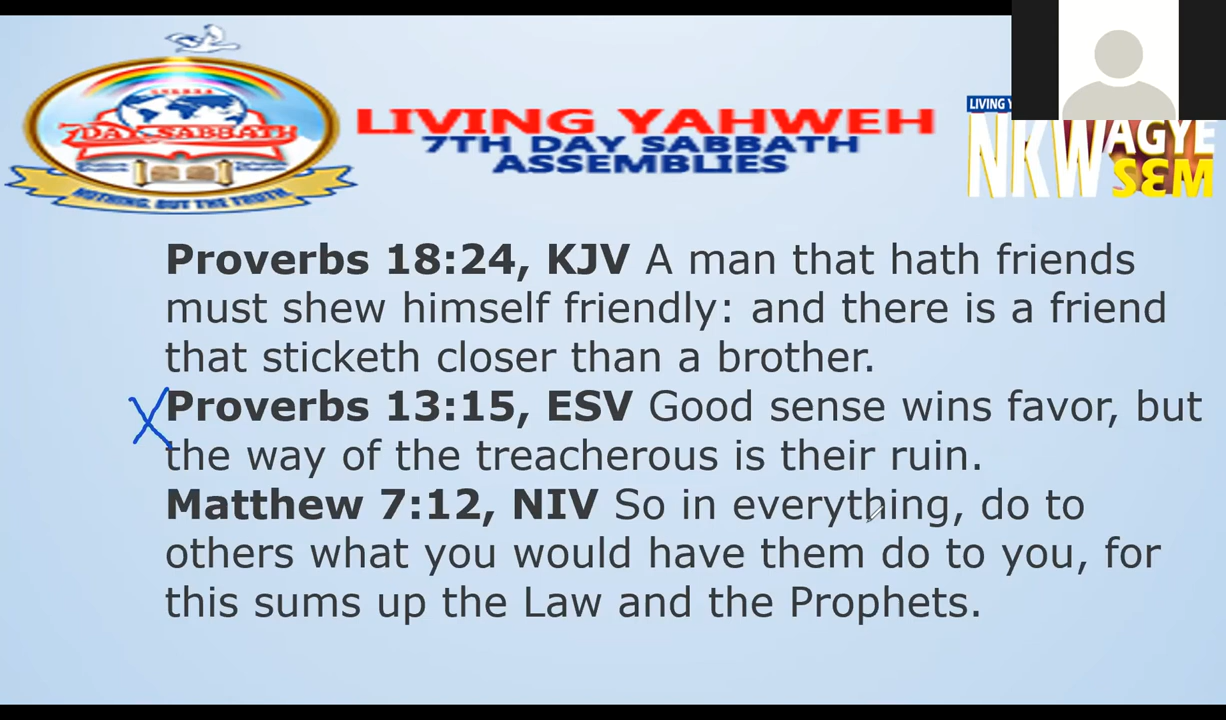 7DAY SABBATH
NOTHING BUT THE TRUTH
LIVING YAHWEH
7TH DAY SABBATH
ASSEMBLIES
LIVING Y
NKW AGYE
SƐM
Proverbs 18:24, KJV A man that hath friends
must shew himself friendly: and there is a friend
that sticketh closer than a brother.
Proverbs 13:15, ESV Good sense wins favor, but
the way of the treacherous is their ruin.
Matthew 7:12, NIV So in everything, do to
others what you would have them do to you, for
this sums up the Law and the Prophets.